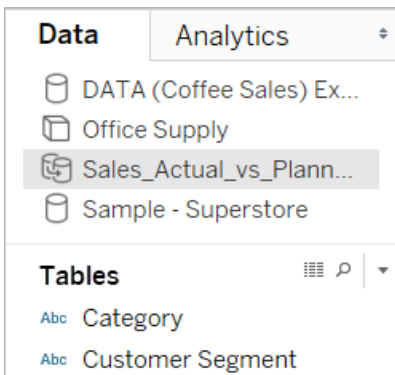 Data Analytics
DATA (Coffee Sales) Ex...
Office Supply
Sales_Actual_vs_Plann...
Sample - Superstore
Tables
Abc Category
Abc Customer Segment